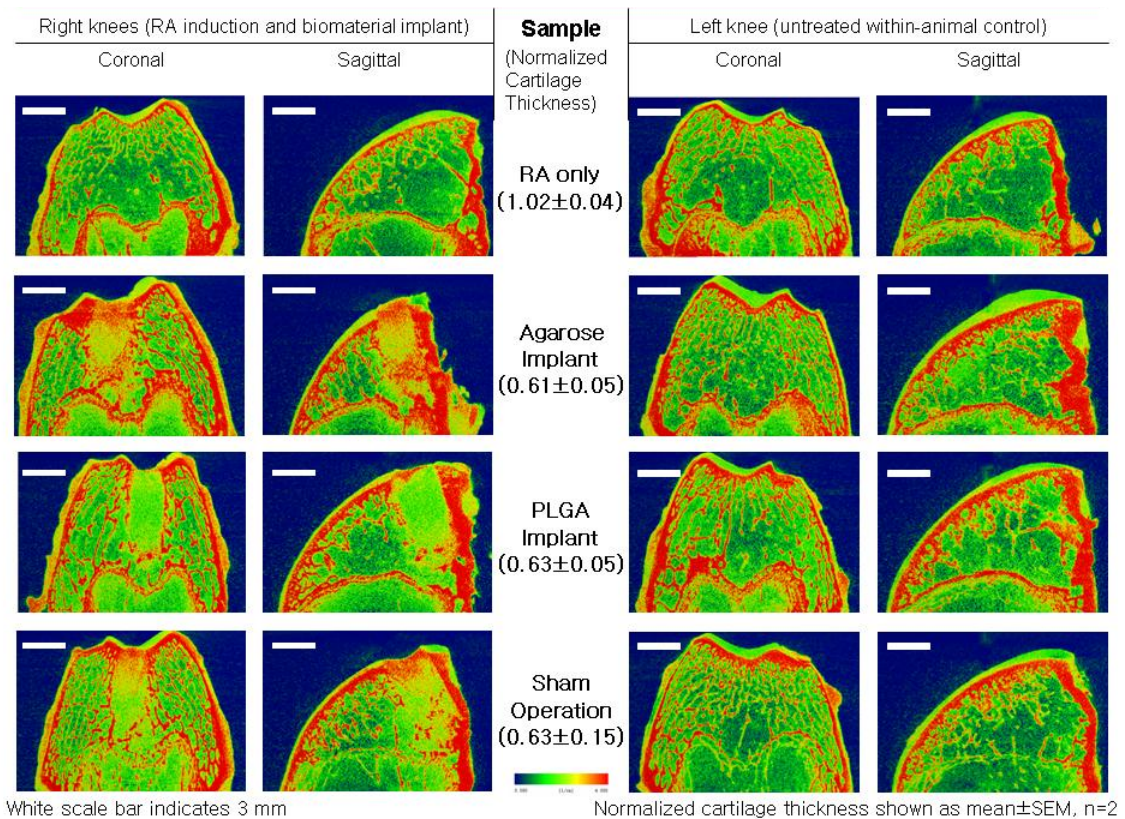 Right knees (RA induction and biomaterial implant)
Sample
Left knee (untreated within-animal control)
Coronal
Sagittal
(Normalized
Cartilage
Thickness)
Coronal
Sagittal
RA only
(1.02±0.04)
Agarose
Implant
(0.61±0.05)
PLGA
Implant
(0.63±0.05)
Sham
Operation
(0.63±0.15)
White scale bar indicates 3 mm
Normalized cartilage thickness shown as mean±SEM, n=2